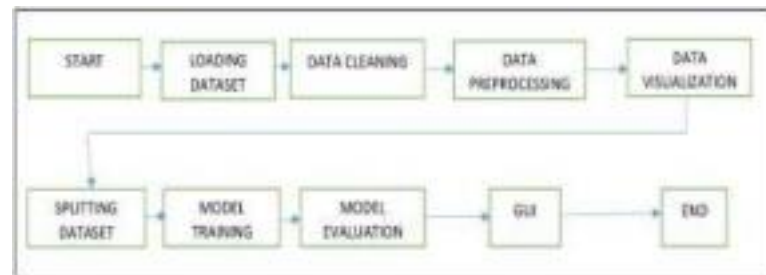 START
LOADING
DATASET
DATA CLEANING
DATA
PREPROCESSING
DATA
VISUALIZATION
SPLITTING
DATASET
MODEL
TRAINING
MODEL
EVALUATION
GUI
END